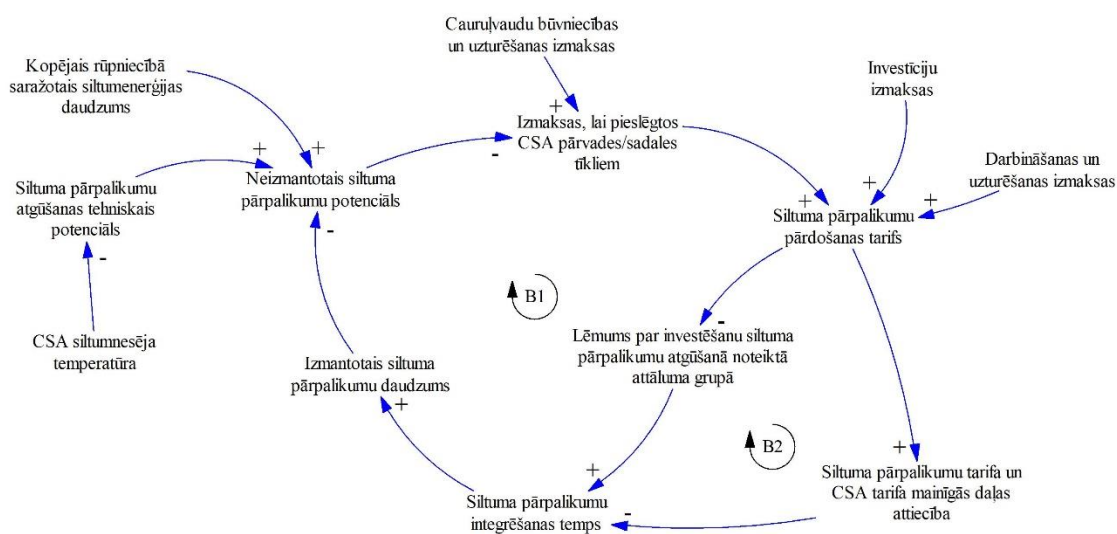 Cauruļvaudu būvniecības
un uzturēšanas izmaksas
Kopējais rūpniecībā
saražotais siltumenerģijas
daudzums
Investīciju
izmaksas
+
Izmaksas, lai pieslēgtos
CSA pārvades/sadales
tīkliem
-
+
+
Neizmantotais siltuma
pārpalikumu potenciāls
-
Darbināšanas un
uzturēšanas izmaksas
Siltuma pārpalikumu
atgūšanas tehniskais
potenciāls
-
+
+
+
Siltuma pārpalikumu
pārdošanas tarifs
B1
-
Lēmums par investēšanu siltuma
pārpalikumu atgūšanā noteiktā
attāluma grupā
CSA siltumnesēja
temperatūra
Izmantotais siltuma
pārpalikumu daudzums
+
B2
+
+
Siltuma pārpalikumu tarifa un
CSA tarifa mainīgās daļas
attiecība
Siltuma pārpalikumu
integrēšanas temps
-